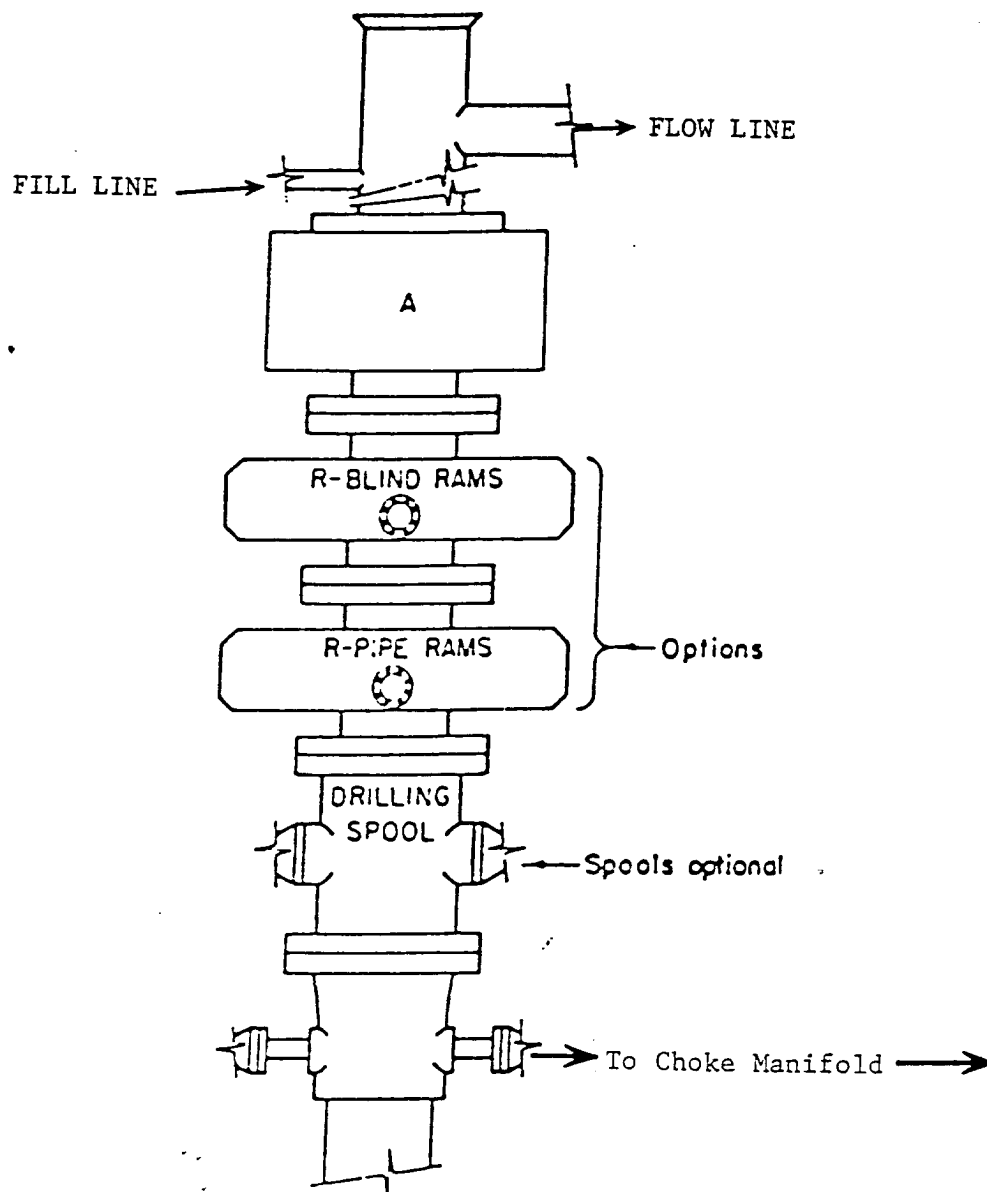 FLOW LINE
FILL LINE
A
R-BLIND RAMS
R-PIPE RAMS
Options
DRILLING
SPOOL
Spools optional
To Choke Manifold